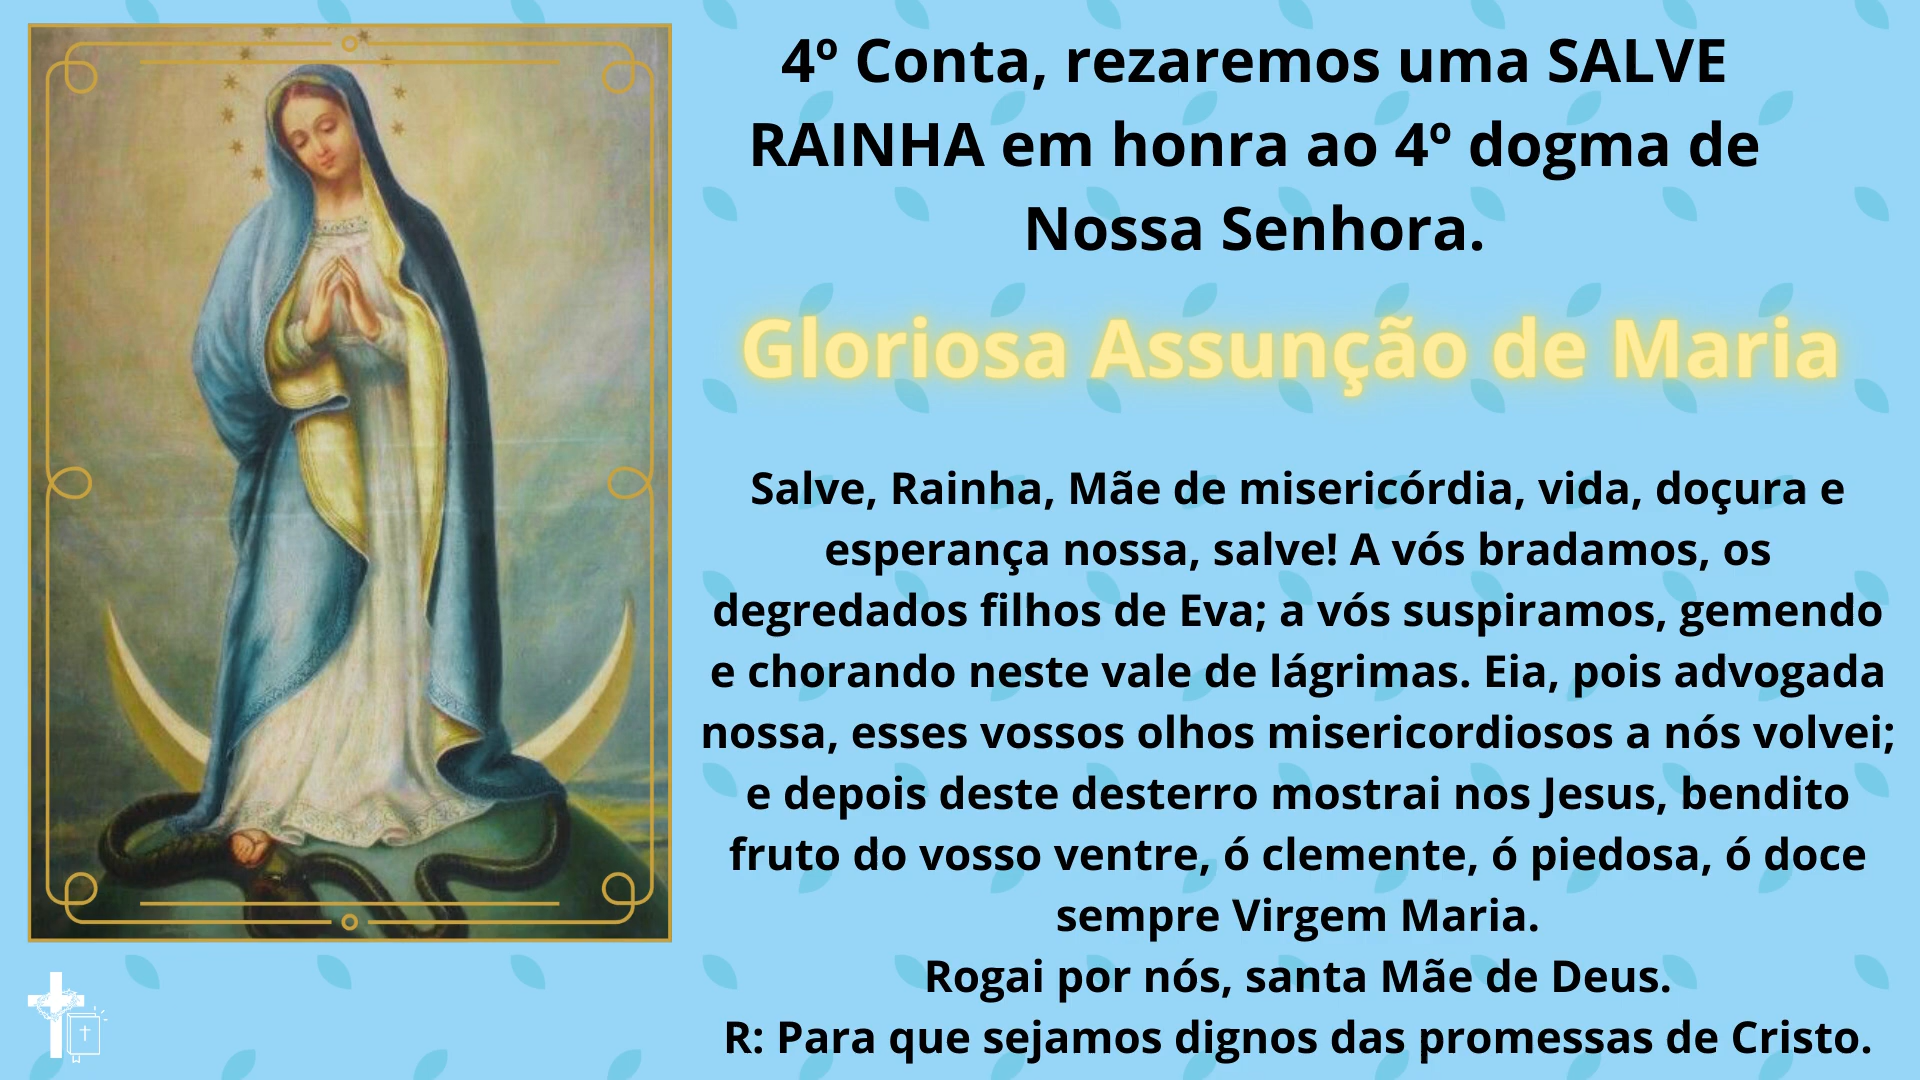 4º Conta, rezaremos uma SALVE
RAINHA em honra ao 4º dogma de
Nossa Senhora.
Gloriosa Assunção de Maria
Salve, Rainha, Mãe de misericórdia, vida, doçura e
esperança nossa, salve! A vós bradamos, os
degredados filhos de Eva; a vós suspiramos, gemendo
e chorando neste vale de lágrimas. Eia, pois advogada
nossa, esses vossos olhos misericordiosos a nós volvei;
e depois deste desterro mostrai nos Jesus, bendito
fruto do vosso ventre, ó clemente, ó piedosa, ó doce
sempre Virgem Maria.
Rogai por nós, santa Mãe de Deus.
R: Para que sejamos dignos das promessas de Cristo.